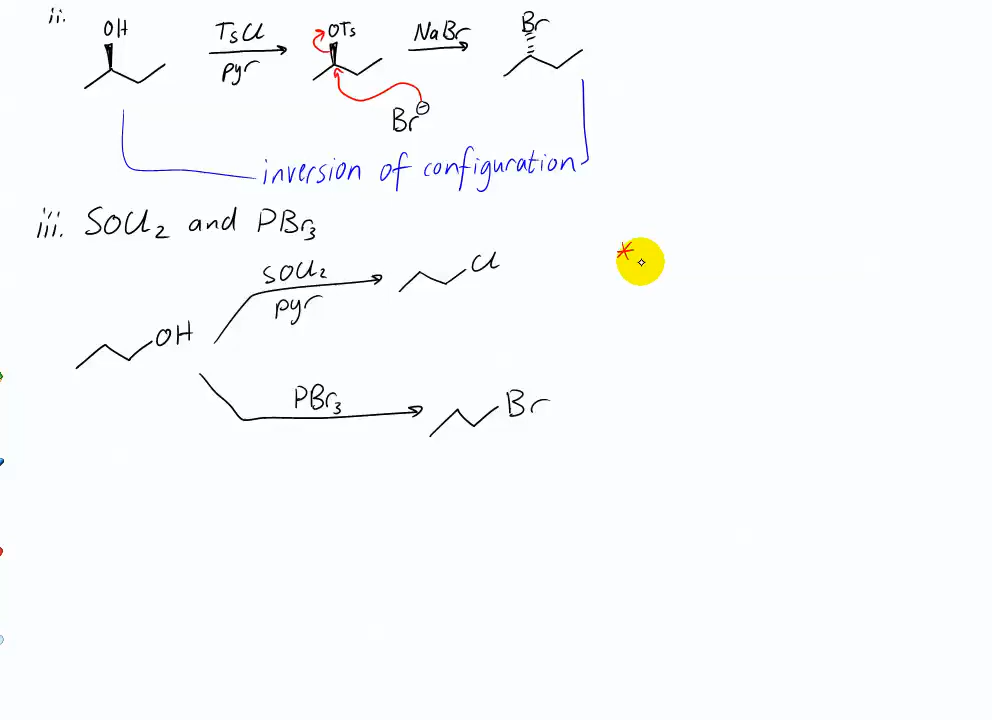 ii.
OH TsCl pyr OTs NaBr Br
Br⊖
inversion of configuration
iii. SOCl₂ and PBr₃
SOCl₂ Cl
pyr
OH
PBr₃ Br
*